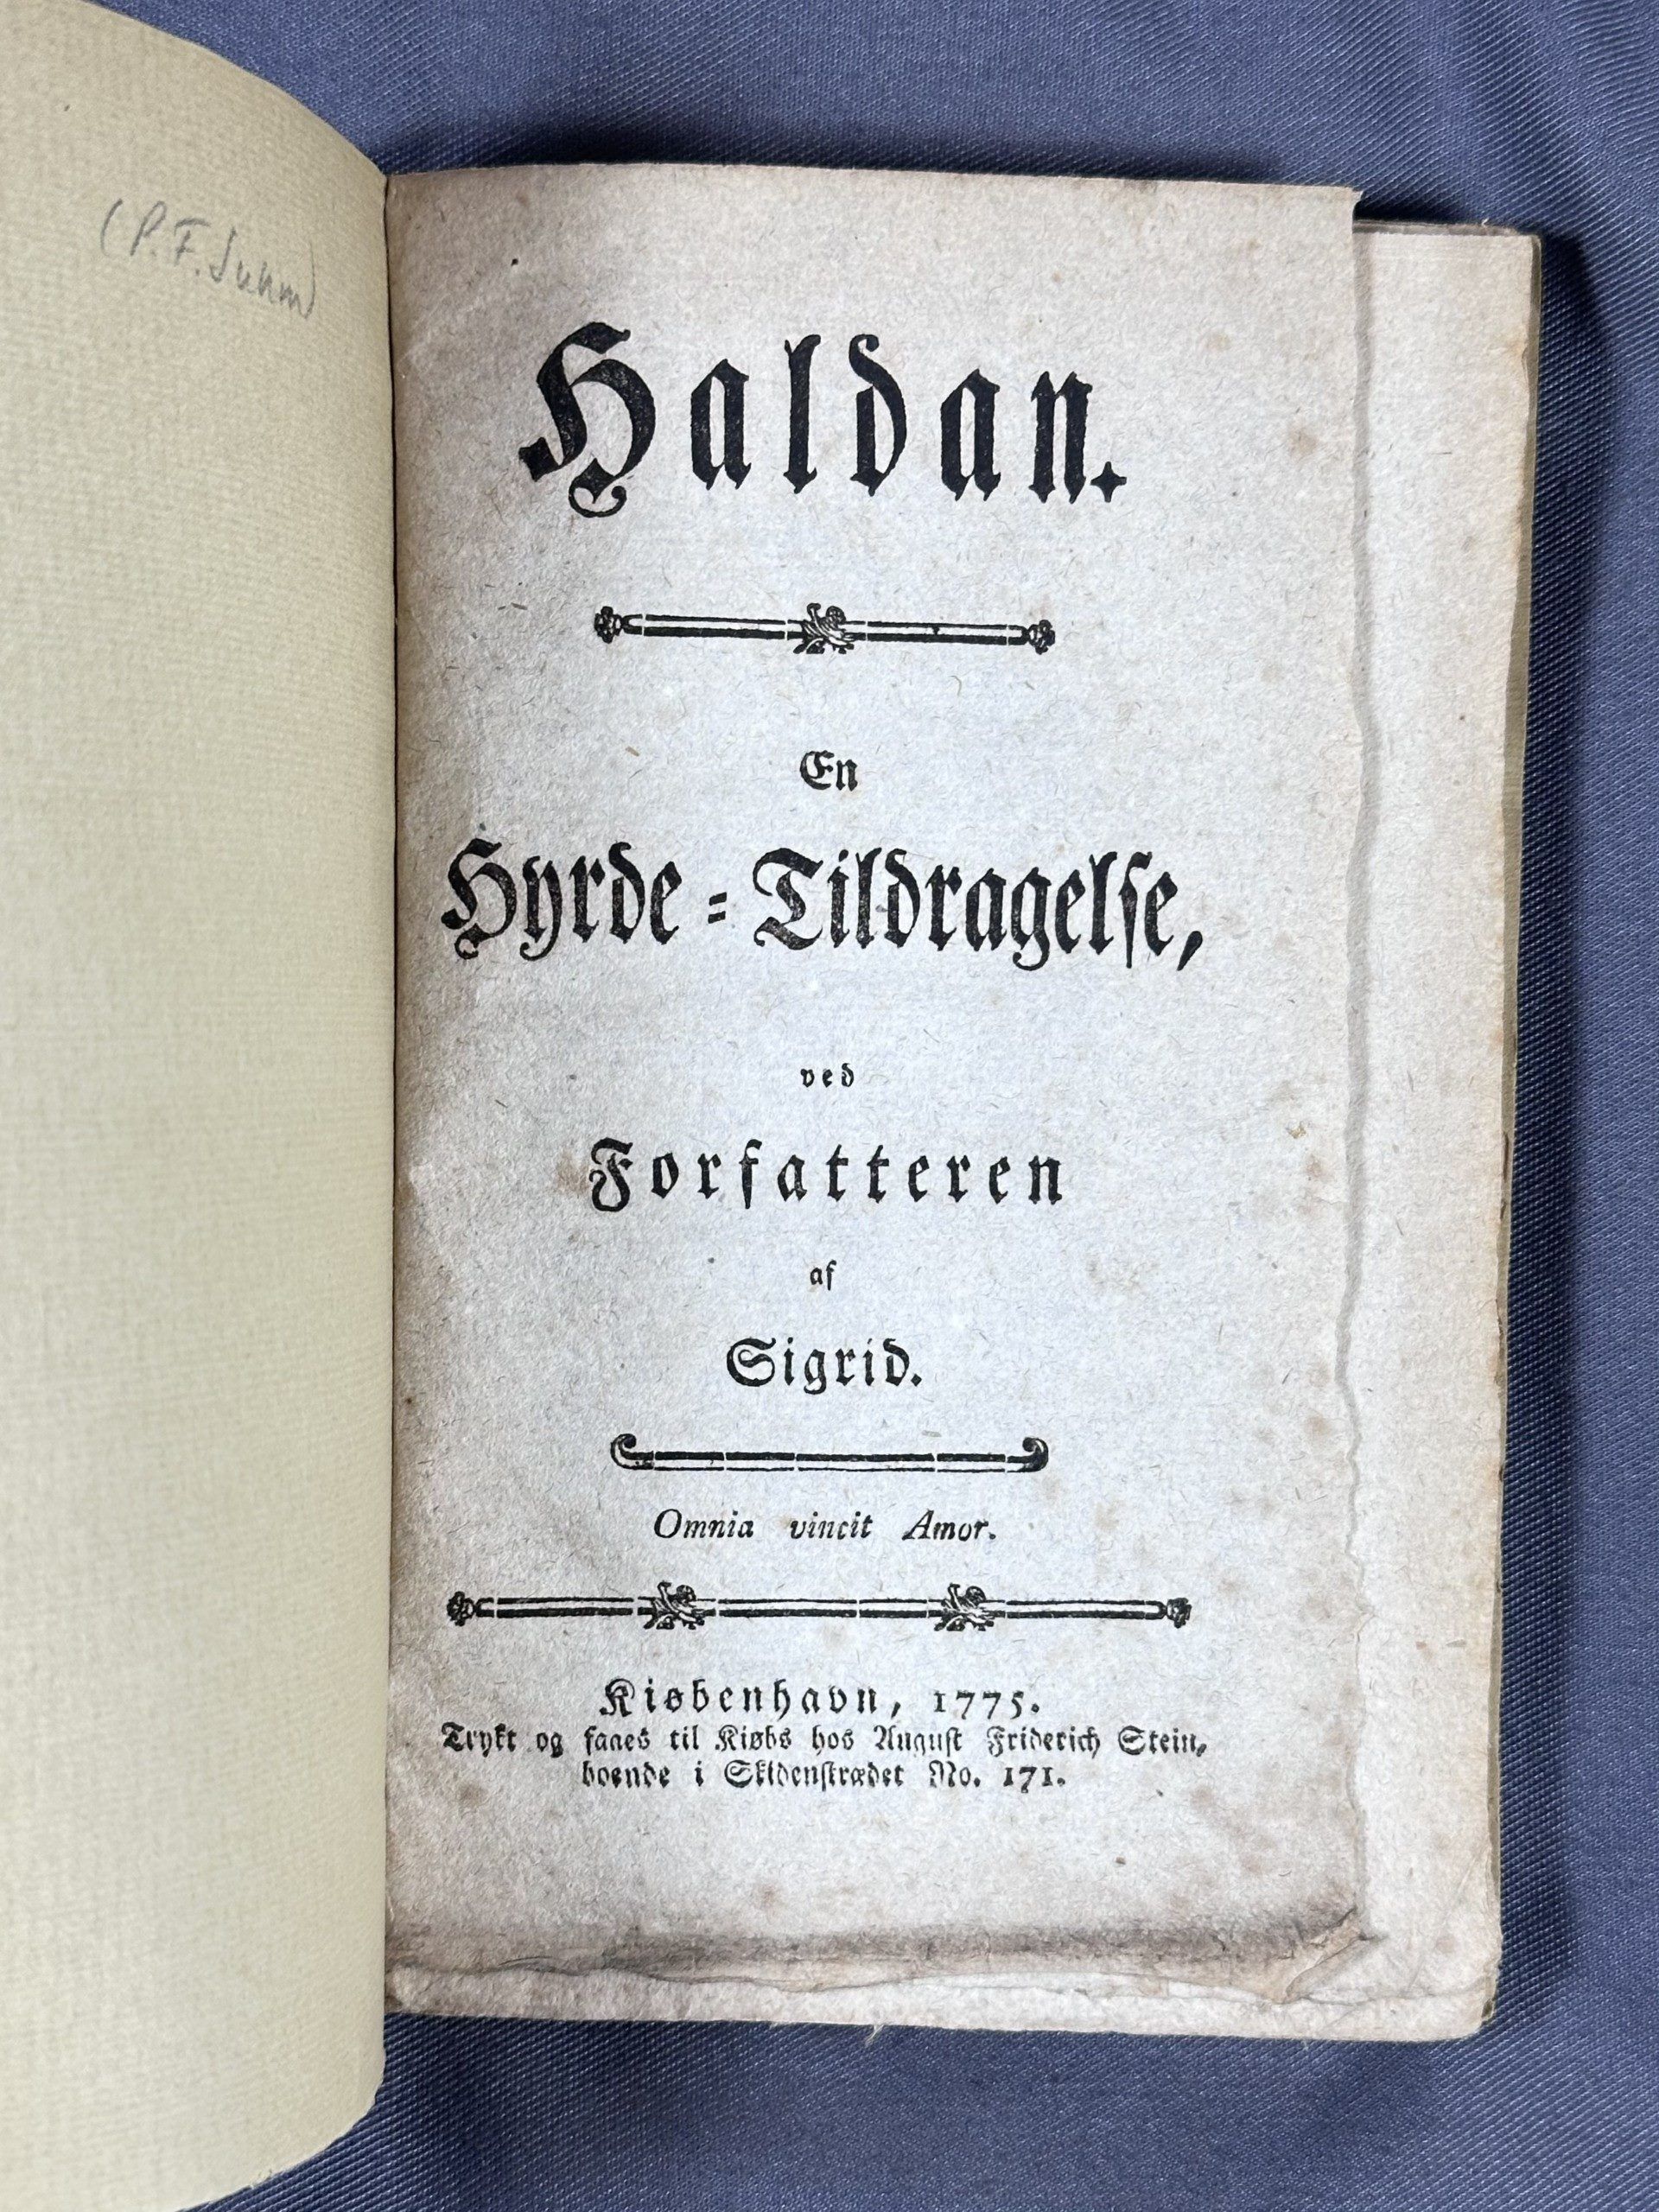 (P. F. Suhm)
Haldan.
En
Hyrde-Tildragelse,
ved
Forfatteren
af
Sigrid.
Omnia vincit Amor.
Kiøbenhavn, 1775.
Trykt og faaes til Kiøbs hos August Friderich Stein,
boende i Skidenstrædet No. 171.